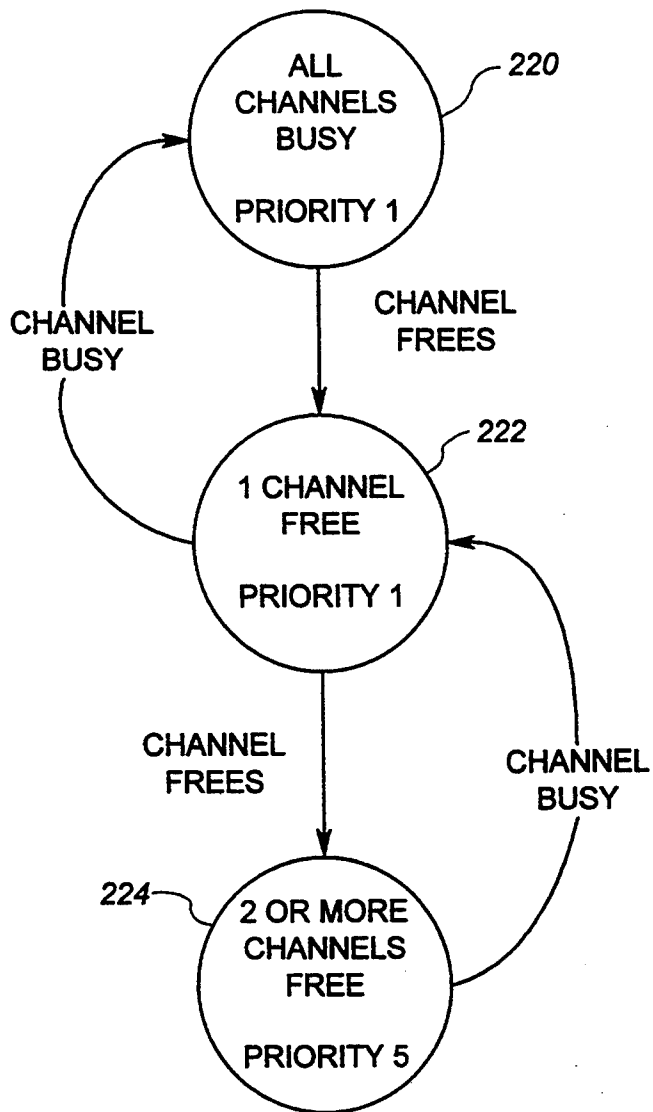 ALL
CHANNELS
BUSY
PRIORITY 1
220
CHANNEL
FREES
CHANNEL
BUSY
222
1 CHANNEL
FREE
PRIORITY 1
CHANNEL
FREES
CHANNEL
BUSY
224
2 OR MORE
CHANNELS
FREE
PRIORITY 5